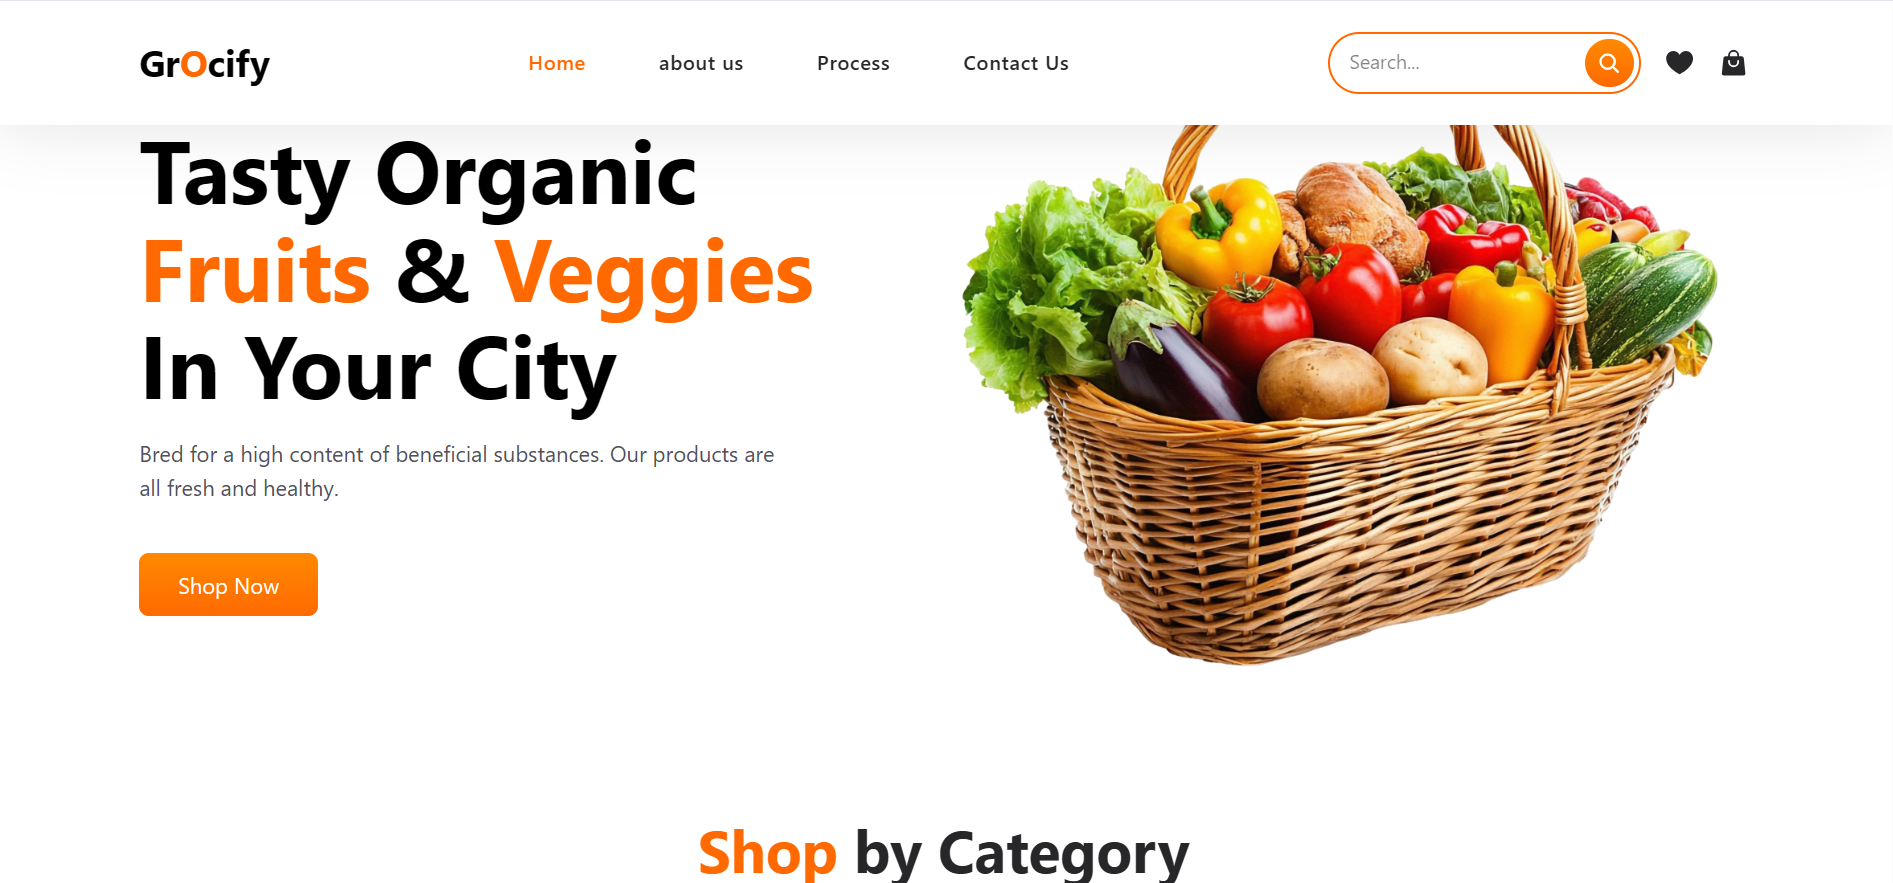 GrOcify
Home
about us
Process
Contact Us
Search...
Tasty Organic
Fruits & Veggies
In Your City
Bred for a high content of beneficial substances. Our products are
all fresh and healthy.
Shop Now
Shop by Category